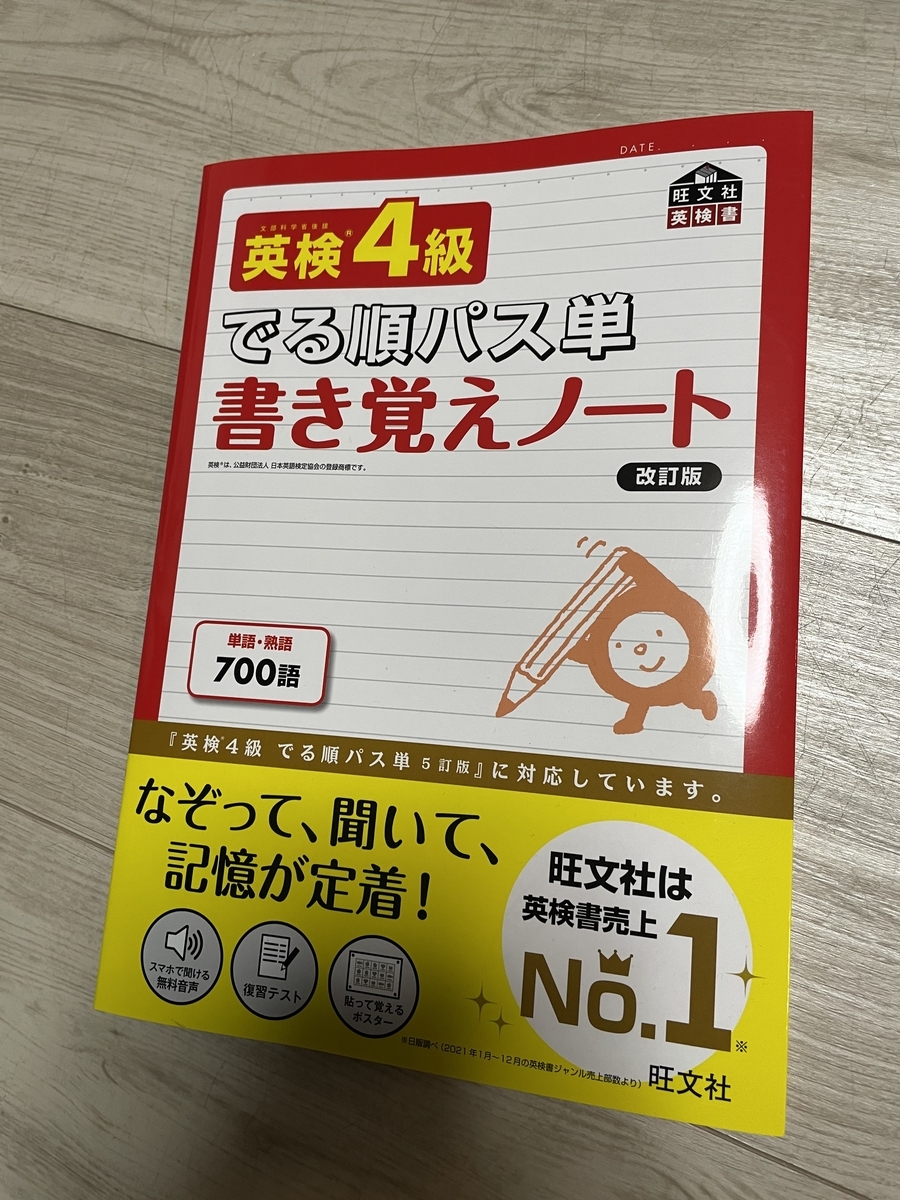 DATE.
旺文社
英検書
文部科学省後援
英検®4級
でる順パス単
書き覚えノート
英検®は、公益財団法人 日本英語検定協会の登録商標です。
改訂版
単語・熟語
700語
『英検®4級 でる順パス単 5訂版』に対応しています。
なぞって、聞いて、
記憶が定着!
スマホで聞ける
無料音声
復習テスト
貼って覚える
ポスター
旺文社は
英検書売上
No.1※
※日販調べ(2021年1月~12月の英検書ジャンル売上部数より)
旺文社